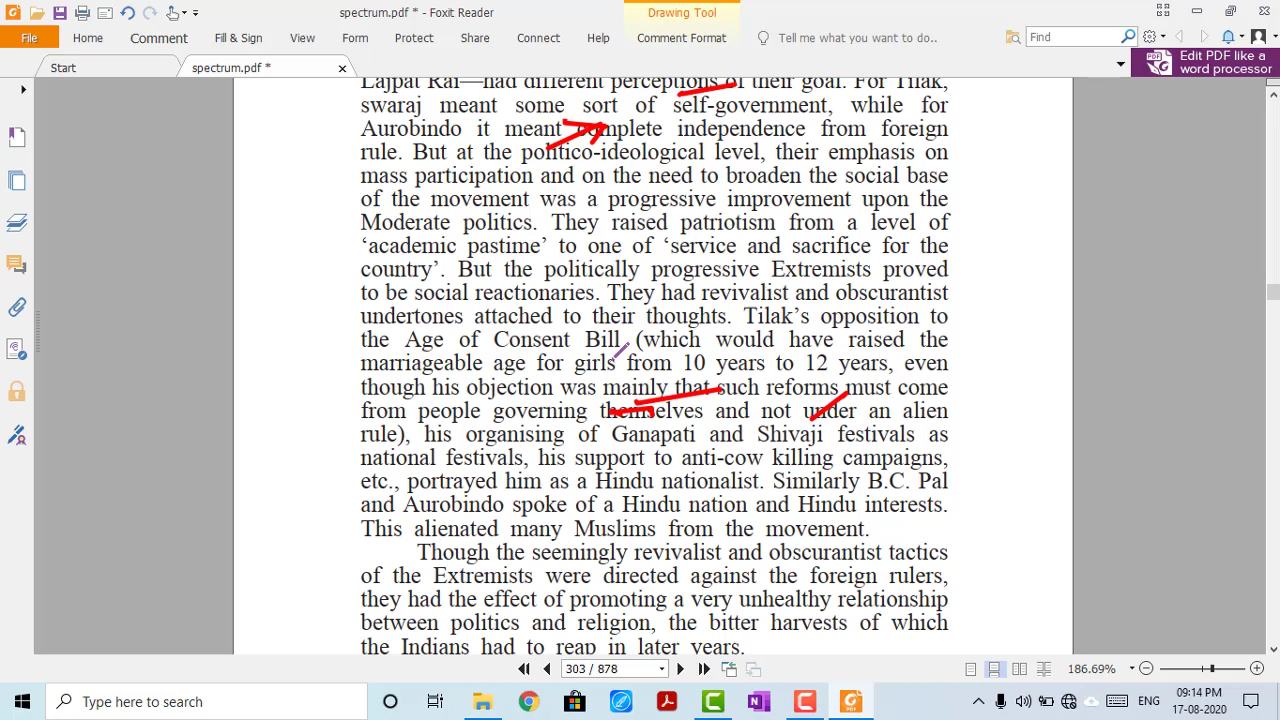 spectrum.pdf * - Foxit Reader
Drawing Tool
File Home Comment Fill & Sign View Form Protect Share Connect Help Comment Format Tell me what you want to do.. Find
Start spectrum.pdf *
Edit PDF like a
word processor
Lajpat Rai—had different perceptions of their goal. For Tilak,
swaraj meant some sort of self-government, while for
Aurobindo it meant complete independence from foreign
rule. But at the politico-ideological level, their emphasis on
mass participation and on the need to broaden the social base
of the movement was a progressive improvement upon the
Moderate politics. They raised patriotism from a level of
‘academic pastime’ to one of ‘service and sacrifice for the
country’. But the politically progressive Extremists proved
to be social reactionaries. They had revivalist and obscurantist
undertones attached to their thoughts. Tilak’s opposition to
the Age of Consent Bill (which would have raised the
marriageable age for girls from 10 years to 12 years, even
though his objection was mainly that such reforms must come
from people governing themselves and not under an alien
rule), his organising of Ganapati and Shivaji festivals as
national festivals, his support to anti-cow killing campaigns,
etc., portrayed him as a Hindu nationalist. Similarly B.C. Pal
and Aurobindo spoke of a Hindu nation and Hindu interests.
This alienated many Muslims from the movement.
Though the seemingly revivalist and obscurantist tactics
of the Extremists were directed against the foreign rulers,
they had the effect of promoting a very unhealthy relationship
between politics and religion, the bitter harvests of which
the Indians had to reap in later years.
303 / 878 186.69%
Type here to search ENG 09:14 PM
17-08-2020